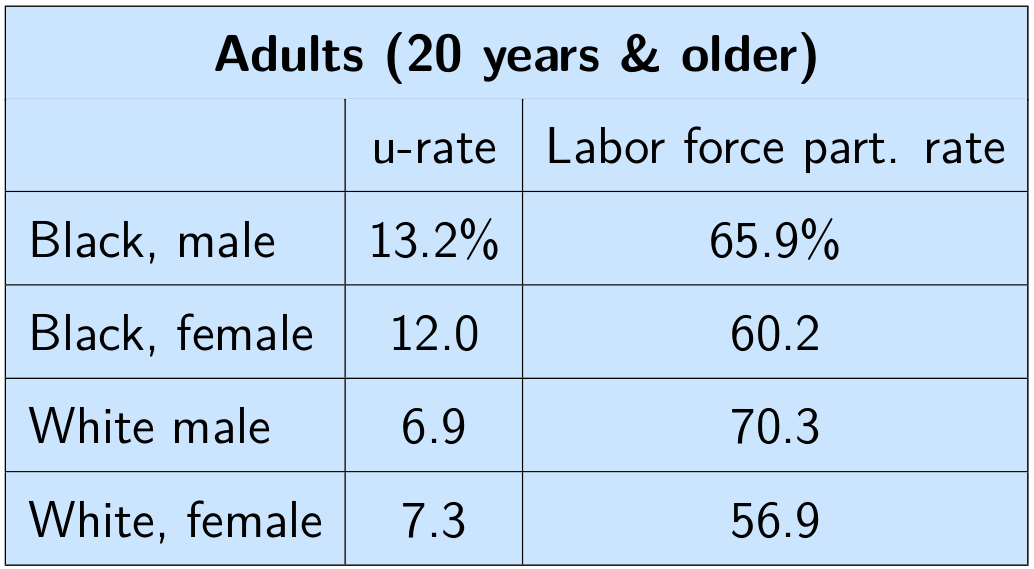 Adults (20 years & older)
u-rate Labor force part. rate
Black, male 13.2% 65.9%
Black, female 12.0 60.2
White male 6.9 70.3
White, female 7.3 56.9